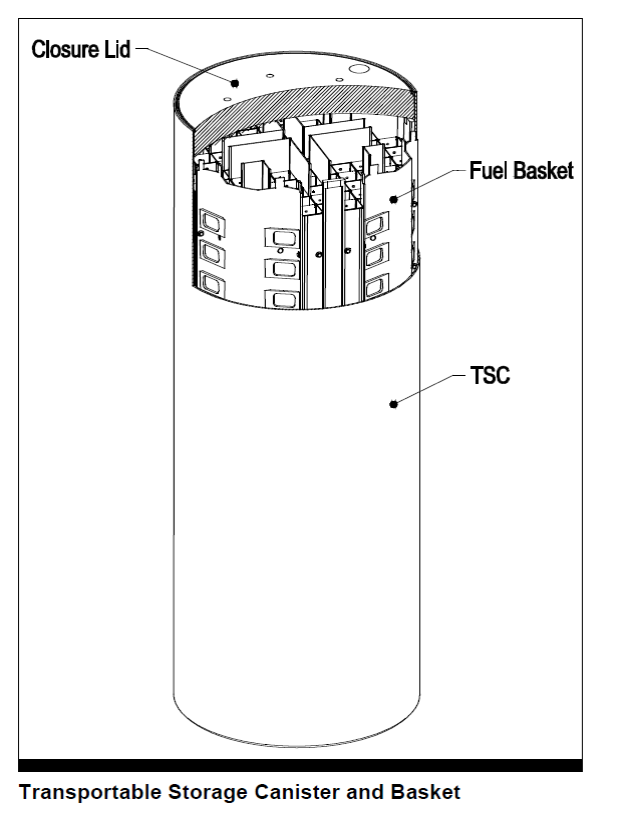 Closure Lid
Fuel Basket
TSC
Transportable Storage Canister and Basket